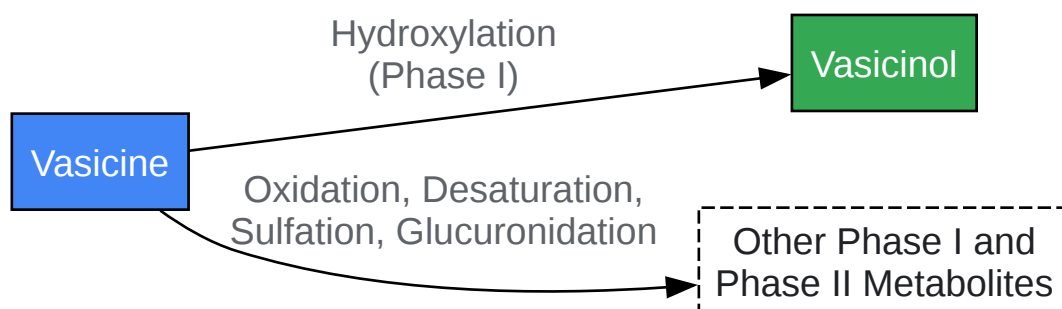 Hydroxylation
(Phase I)
Vasicinol
Vasicine
Oxidation, Desaturation,
Sulfation, Glucuronidation
Other Phase I and
Phase II Metabolites